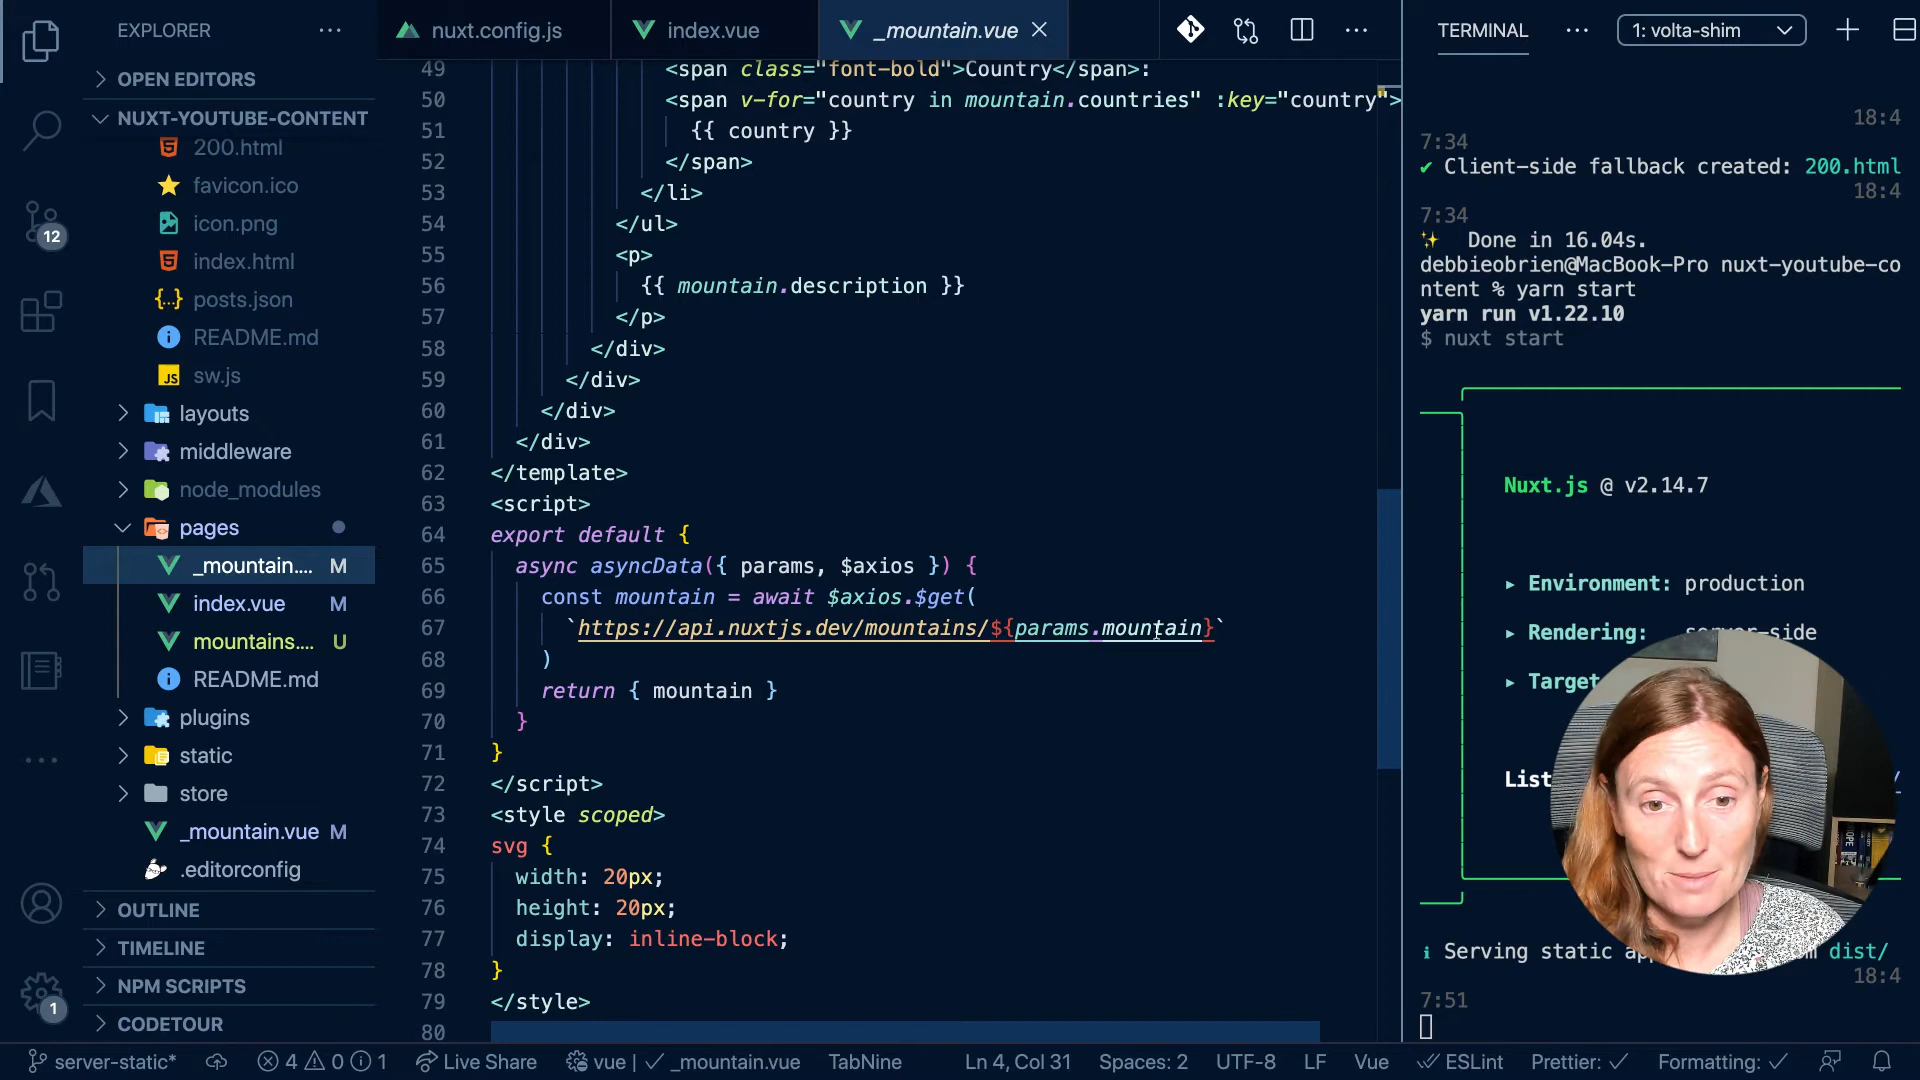 EXPLORER
OPEN EDITORS
NUXT-YOUTUBE-CONTENT
200.html
favicon.ico
icon.png
index.html
posts.json
README.md
sw.js
layouts
middleware
node_modules
pages
_mountain.... M
index.vue M
mountains.... U
README.md
plugins
static
store
_mountain.vue M
.editorconfig
OUTLINE
TIMELINE
NPM SCRIPTS
CODETOUR
12
1
nuxt.config.js
index.vue
_mountain.vue
49 <span class="font-bold">Country</span>:
50 <span v-for="country in mountain.countries" :key="country">
51 {{ country }}
52 </span>
53 </li>
54 </ul>
55 <p>
56 {{ mountain.description }}
57 </p>
58 </div>
59 </div>
60 </div>
61 </div>
62 </template>
63 <script>
64 export default {
65 async asyncData({ params, $axios }) {
66 const mountain = await $axios.$get(
67 `https://api.nuxtjs.dev/mountains/${params.mountain}`
68 )
69 return { mountain }
70 }
71 }
72 </script>
73 <style scoped>
74 svg {
75 width: 20px;
76 height: 20px;
77 display: inline-block;
78 }
79 </style>
80
TERMINAL
1: volta-shim
18:4
7:34
✔ Client-side fallback created: 200.html
18:4
7:34
✨ Done in 16.04s.
debbieobrien@MacBook-Pro nuxt-youtube-co
ntent % yarn start
yarn run v1.22.10
$ nuxt start
Nuxt.js @ v2.14.7
▸ Environment: production
▸ Rendering: server-side
▸ Target
List
ℹ Serving static dist/
18:4
7:51
server-static*
4 0 1
Live Share
vue | ✓ _mountain.vue
TabNine
Ln 4, Col 31
Spaces: 2
UTF-8
LF
Vue
ESLint
Prettier: ✓
Formatting: ✓